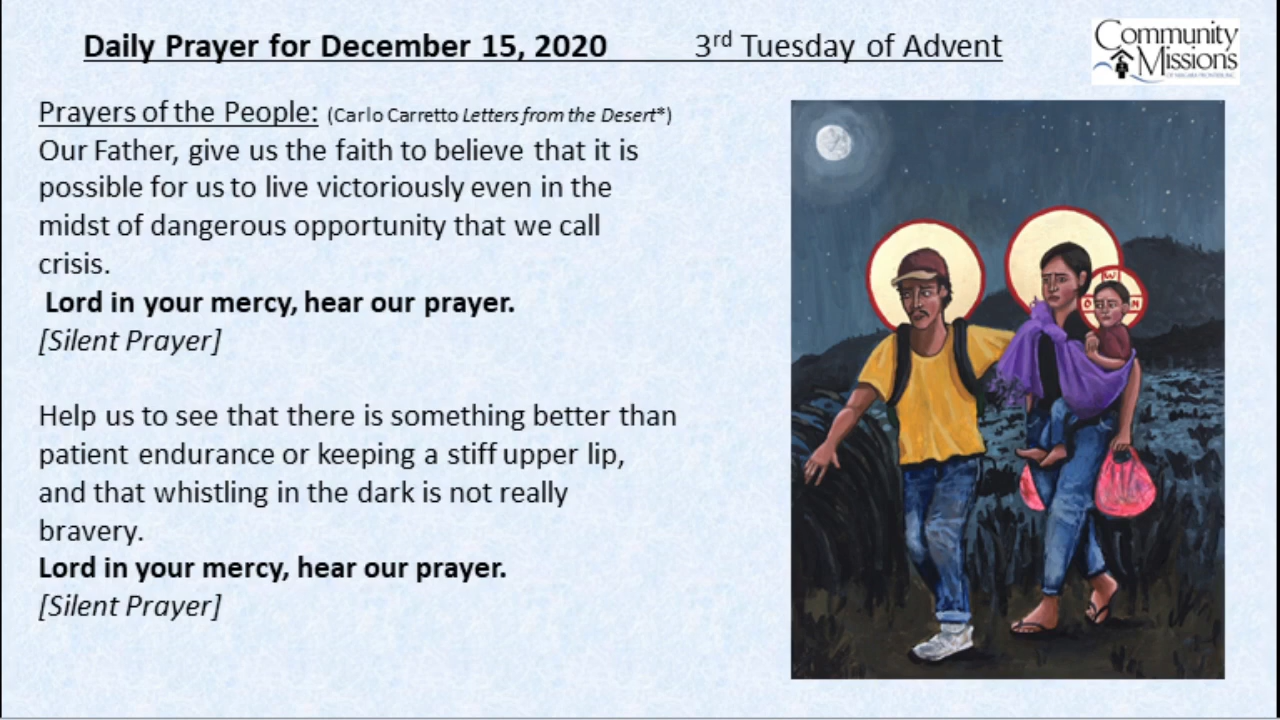 Daily Prayer for December 15, 2020 3rd Tuesday of Advent
Community
Missions
OF NIAGARA FRONTIER, INC.
Prayers of the People: (Carlo Carretto Letters from the Desert*)
Our Father, give us the faith to believe that it is
possible for us to live victoriously even in the
midst of dangerous opportunity that we call
crisis.
Lord in your mercy, hear our prayer.
[Silent Prayer]
Help us to see that there is something better than
patient endurance or keeping a stiff upper lip,
and that whistling in the dark is not really
bravery.
Lord in your mercy, hear our prayer.
[Silent Prayer]
W
O
N